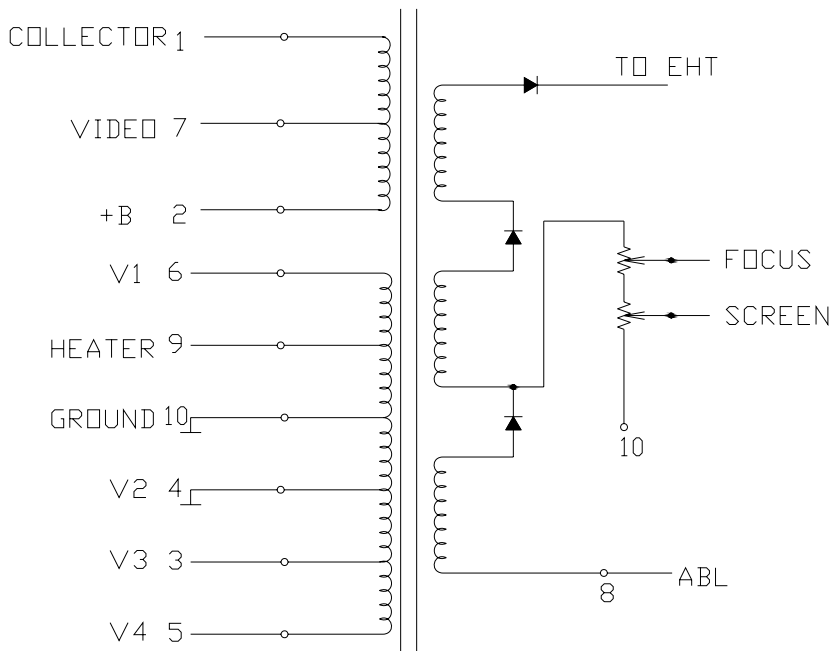 COLLECTOR 1
VIDEO 7
+B 2
V1 6
HEATER 9
GROUND 10
V2 4
V3 3
V4 5
TO EHT
FOCUS
SCREEN
10
ABL
8